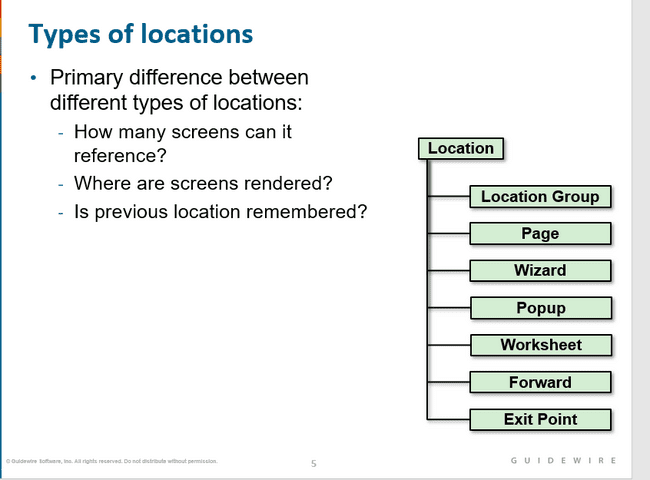 Types of locations
• Primary difference between
different types of locations:
- How many screens can it
reference?
- Where are screens rendered?
- Is previous location remembered?
Location
Location Group
Page
Wizard
Popup
Worksheet
Forward
Exit Point
© Guidewire Software, Inc. All rights reserved. Do not distribute without permission.
5
GUIDEWIRE